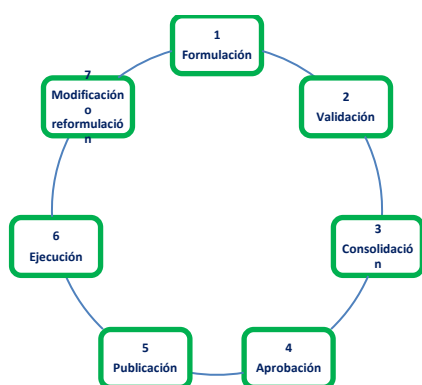 1
Formulación
2
Validación
3
Consolidació
n
4
Aprobación
5
Publicación
6
Ejecución
7
Modificación
o
reformulació
n